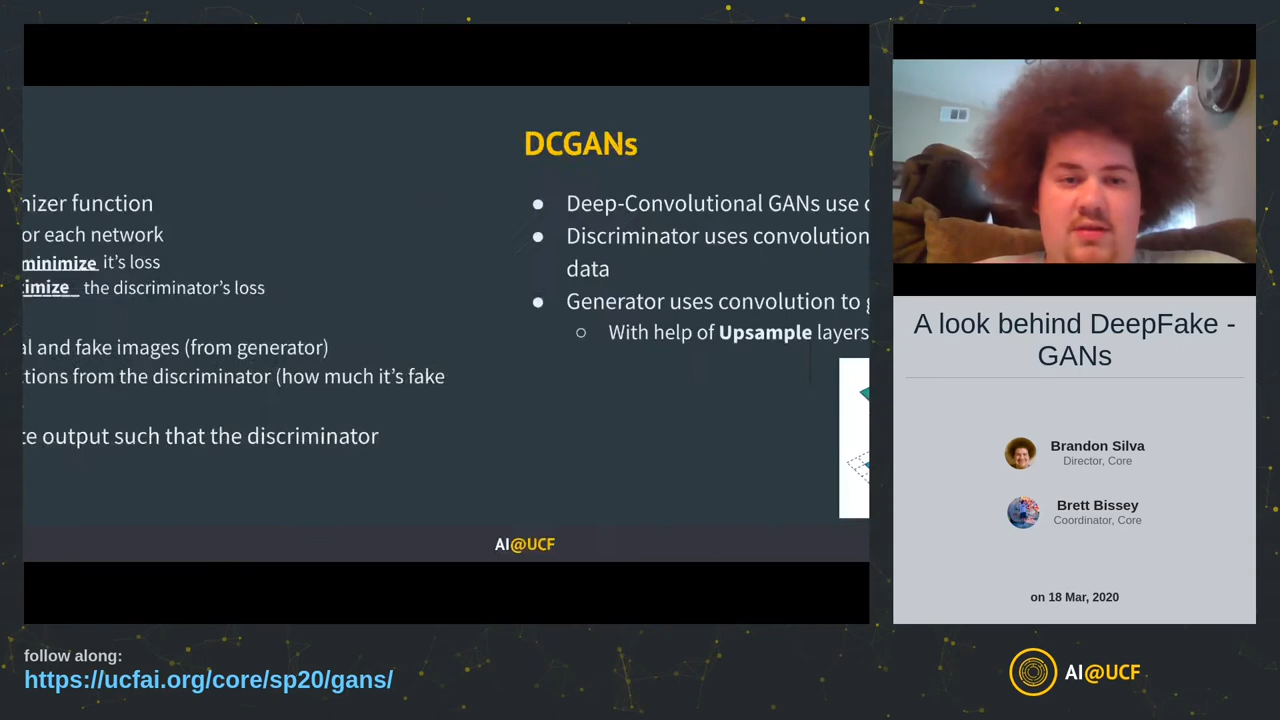 nizer function
or each network
minimize it's loss
imize__ the discriminator's loss
al and fake images (from generator)
tions from the discriminator (how much it's fake
te output such that the discriminator
DCGANs
● Deep-Convolutional GANs use c
● Discriminator uses convolution
data
● Generator uses convolution to g
○ With help of Upsample layers
AI@UCF
A look behind DeepFake -
GANs
Brandon Silva
Director, Core
Brett Bissey
Coordinator, Core
on 18 Mar, 2020
follow along:
https://ucfai.org/core/sp20/gans/
AI@UCF